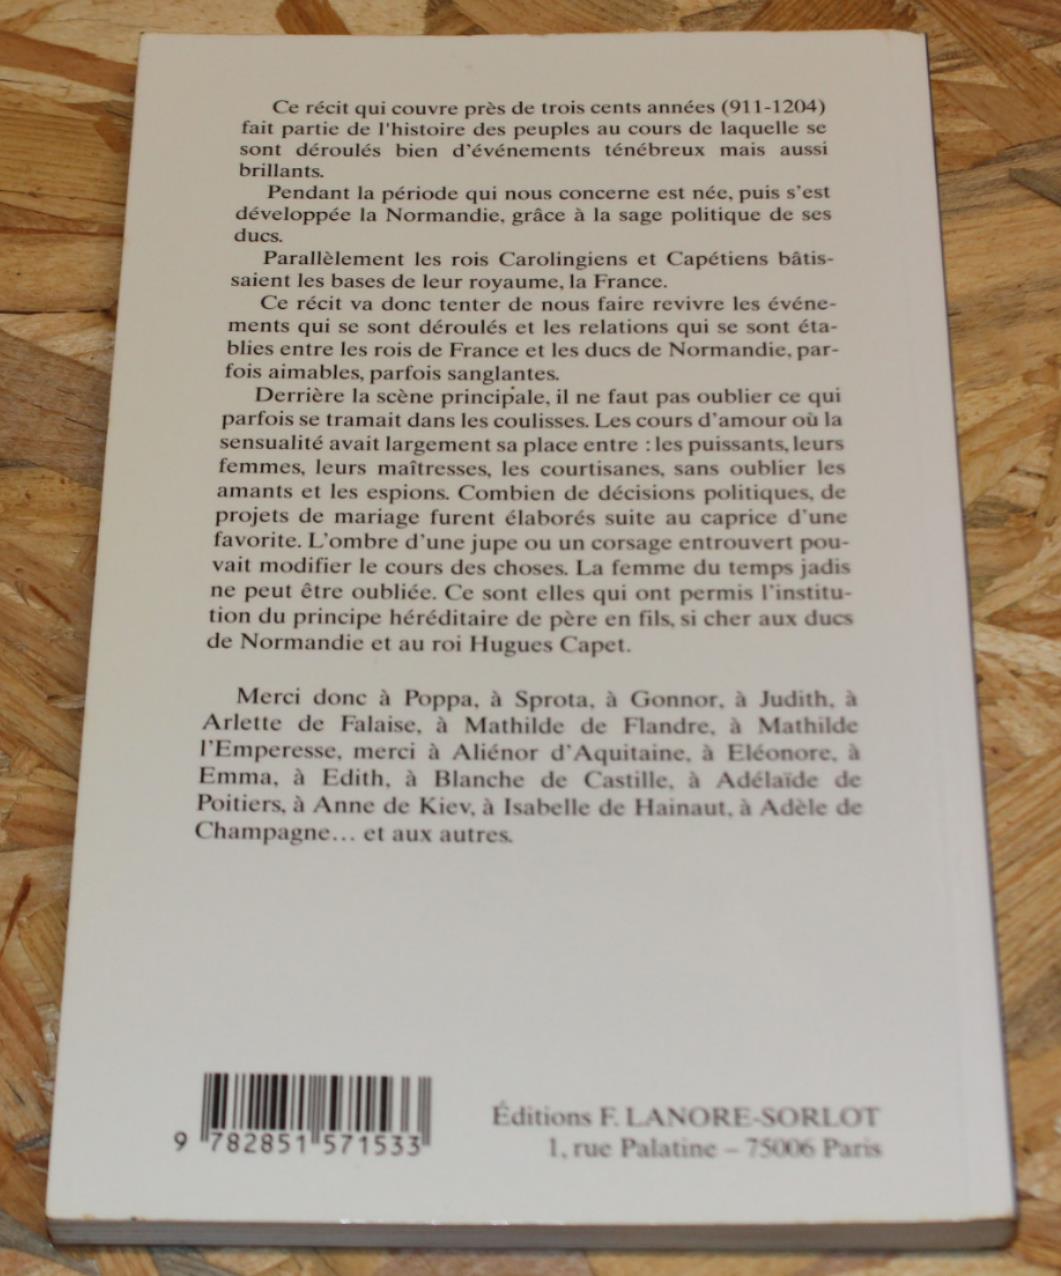 Ce récit qui couvre près de trois cents années (911-1204)
fait partie de l'histoire des peuples au cours de laquelle se
sont déroulés bien d'événements ténébreux mais aussi
brillants.
Pendant la période qui nous concerne est née, puis s'est
développée la Normandie, grâce à la sage politique de ses
ducs.
Parallèlement les rois Carolingiens et Capétiens bâtis-
saient les bases de leur royaume, la France.
Ce récit va donc tenter de nous faire revivre les événe-
ments qui se sont déroulés et les relations qui se sont éta-
blies entre les rois de France et les ducs de Normandie, par-
fois aimables, parfois sanglantes.
Derrière la scène principale, il ne faut pas oublier ce qui
parfois se tramait dans les coulisses. Les cours d'amour où la
sensualité avait largement sa place entre : les puissants, leurs
femmes, leurs maîtresses, les courtisanes, sans oublier les
amants et les espions. Combien de décisions politiques, de
projets de mariage furent élaborés suite au caprice d'une
favorite. L'ombre d'une jupe ou un corsage entrouvert pou-
vait modifier le cours des choses. La femme du temps jadis
ne peut être oubliée. Ce sont elles qui ont permis l'institu-
tion du principe héréditaire de père en fils, si cher aux ducs
de Normandie et au roi Hugues Capet.
Merci donc à Poppa, à Sprota, à Gonnor, à Judith, à
Arlette de Falaise, à Mathilde de Flandre, à Mathilde
l'Emperesse, merci à Aliénor d'Aquitaine, à Eléonore, à
Emma, à Edith, à Blanche de Castille, à Adélaïde de
Poitiers, à Anne de Kiev, à Isabelle de Hainaut, à Adèle de
Champagne... et aux autres.
9 782851 571533
Éditions F. LANORE-SORLOT
1, rue Palatine – 75006 Paris